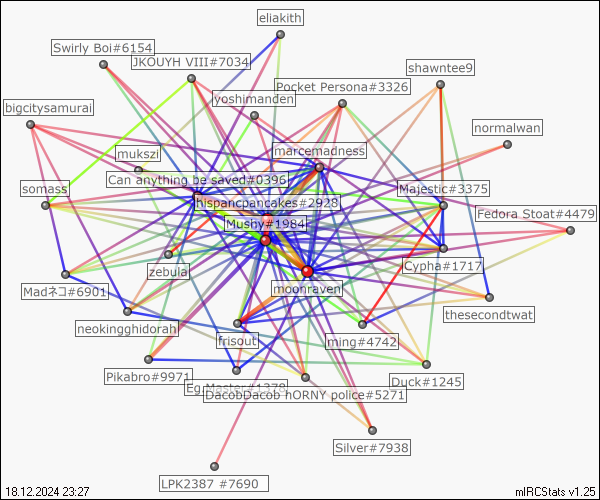 eliakith
Swirly Boi#6154
JKOUYH VIII#7034
shawntee9
Pocket Persona#3326
yoshimanden
bigcitysamurai
normalwan
mukszi
marcemadness
Can anything be saved#0396
somass
Majestic#3375
hispancpancakes#2928
Fedora Stoat#4479
Mushy#1984
Cypha#1717
zebula
moonraven
Madネコ#6901
thesecondtwat
neokingghidorah
frisout
ming#4742
Pikabro#9971
Eg Master#1378
Duck#1245
DacobDacob hORNY police#5271
Silver#7938
LPK2387 #7690
18.12.2024 23:27
mIRCStats v1.25